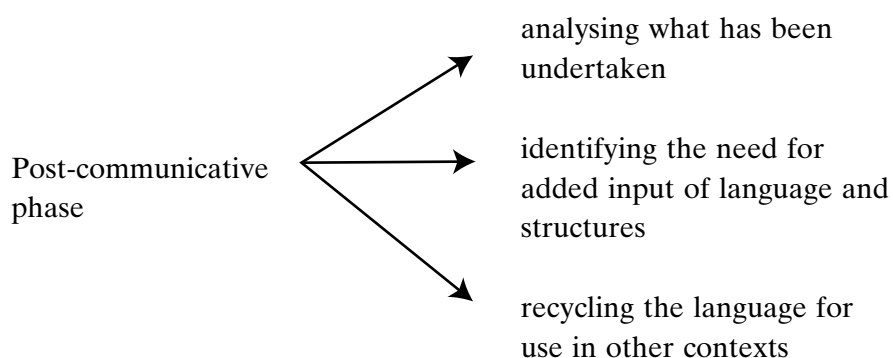 Post-communicative
phase
analysing what has been
undertaken
identifying the need for
added input of language and
structures
recycling the language for
use in other contexts